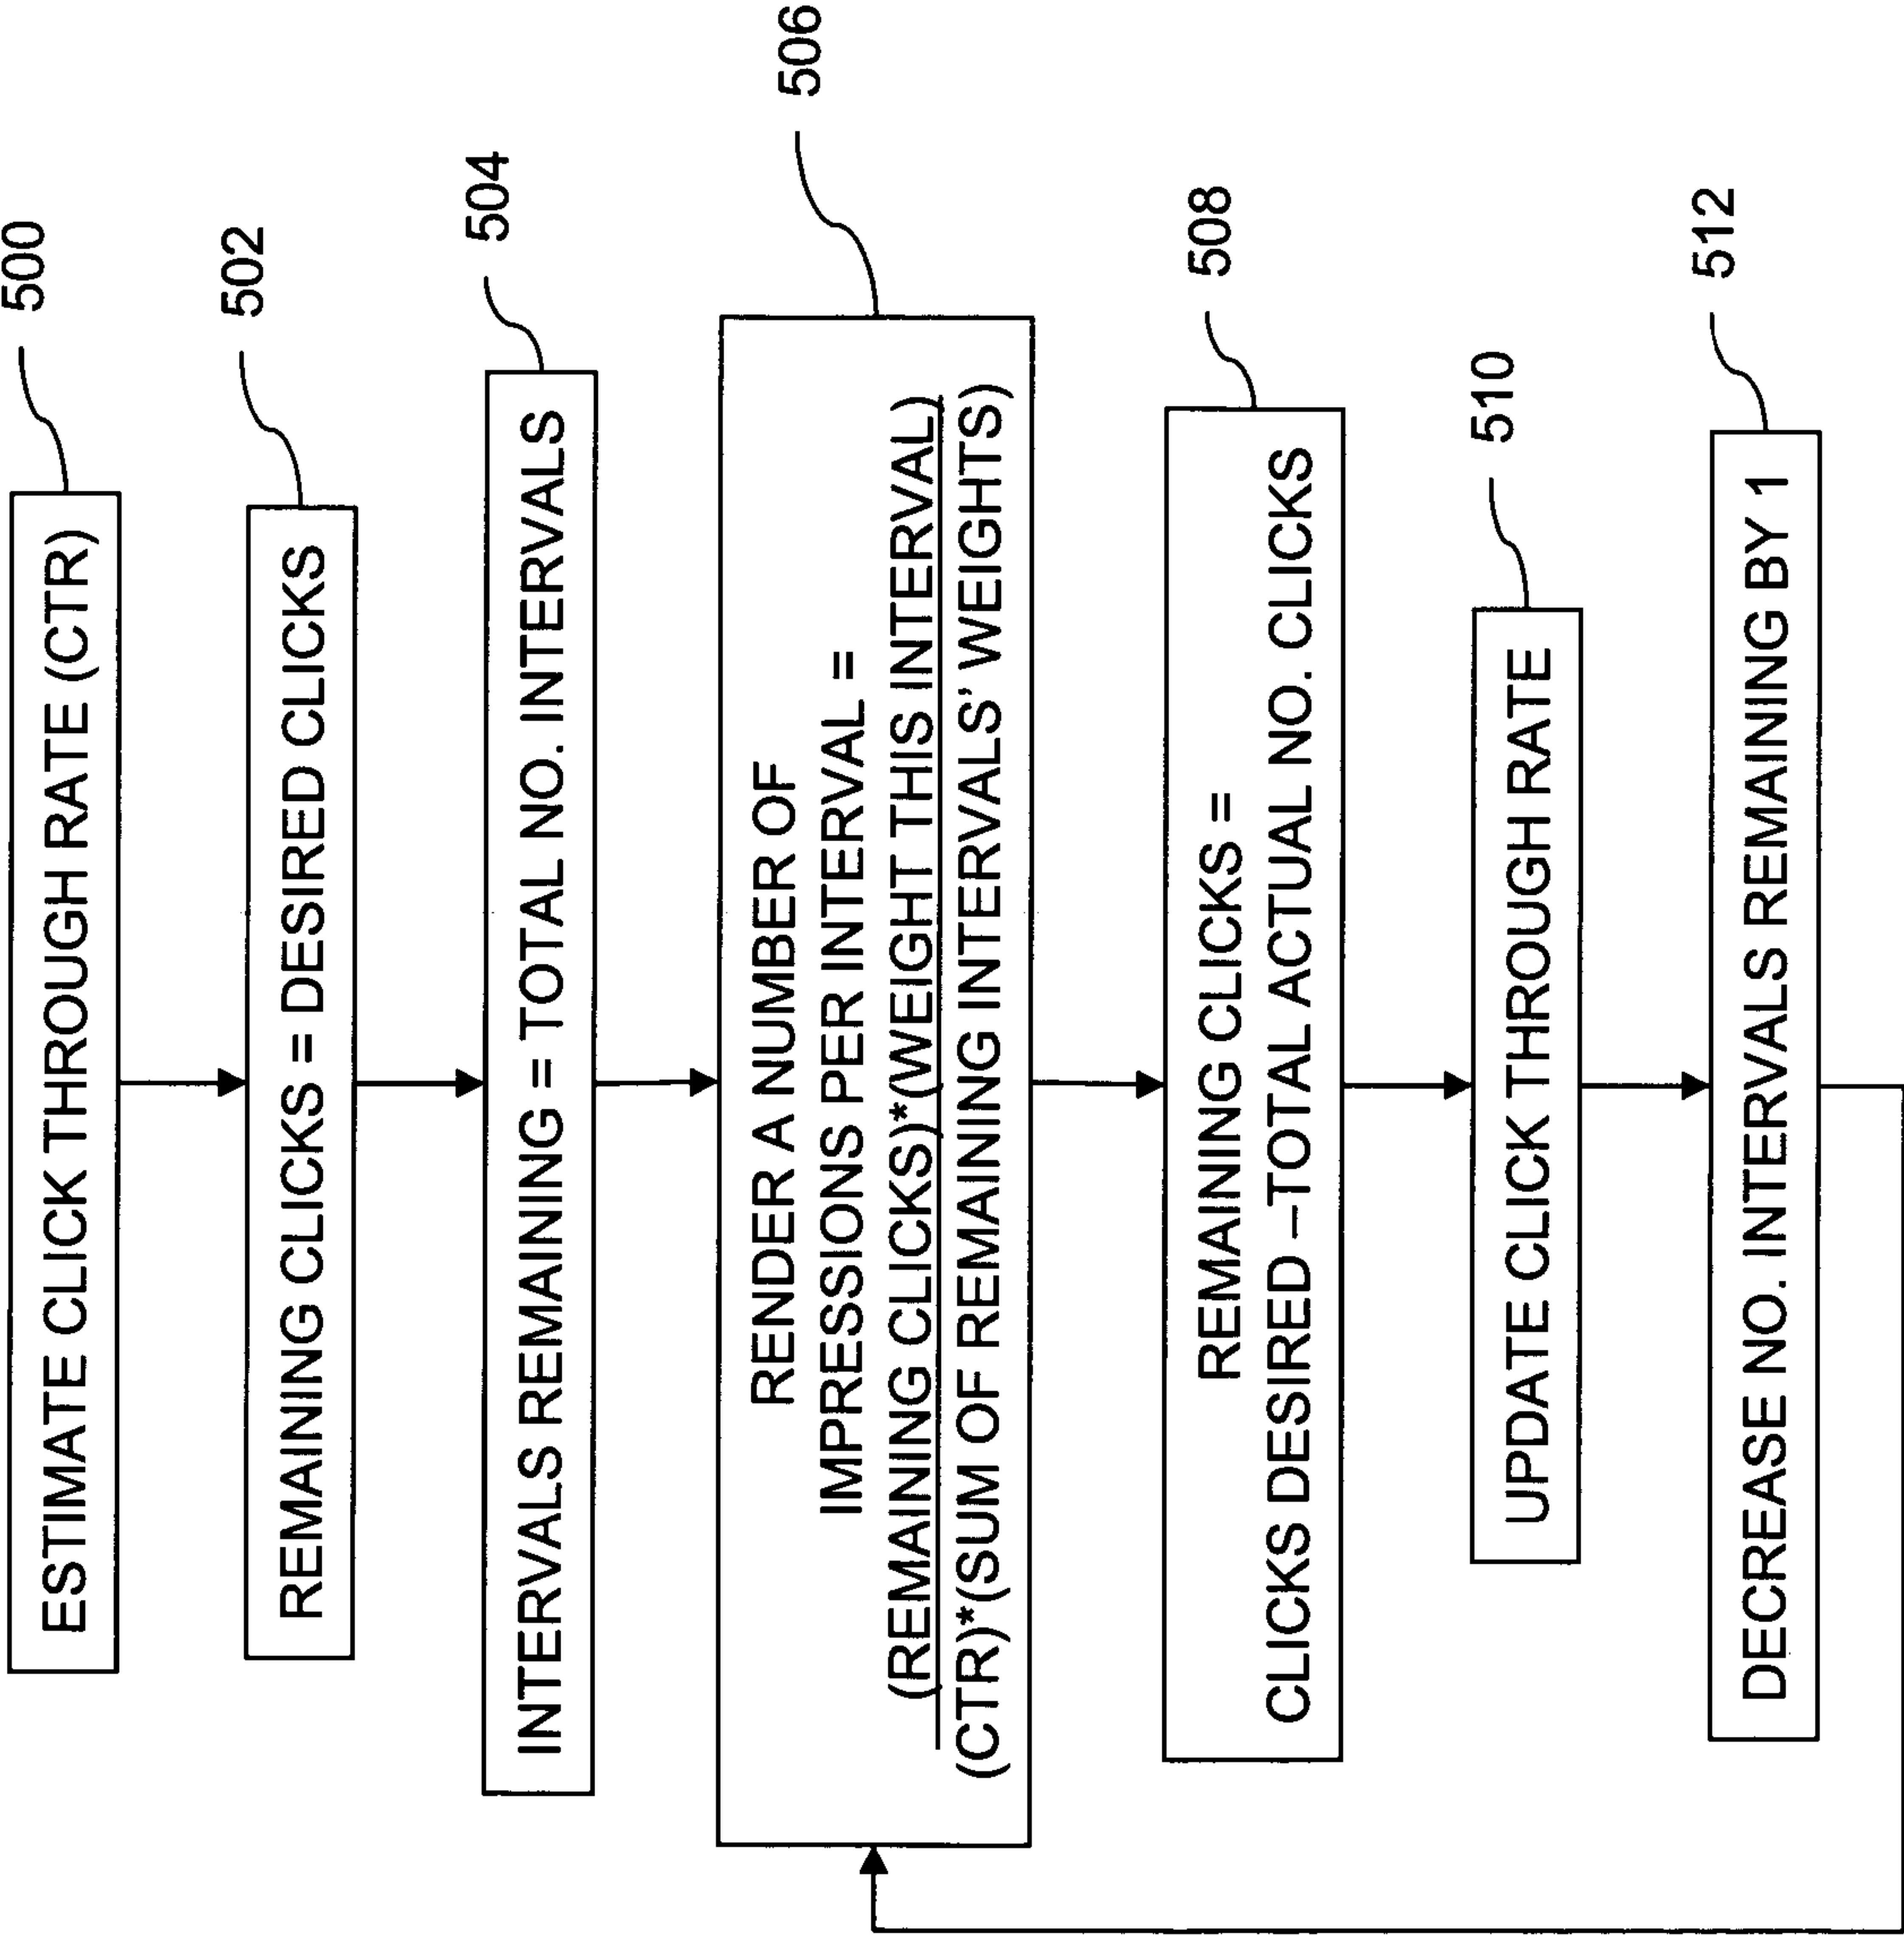 500
ESTIMATE CLICK THROUGH RATE (CTR)
502
REMAINING CLICKS = DESIRED CLICKS
504
INTERVALS REMAINING = TOTAL NO. INTERVALS
506
RENDER A NUMBER OF
IMPRESSIONS PER INTERVAL =
(REMAINING CLICKS)*(WEIGHT THIS INTERVAL)
(CTR)*(SUM OF REMAINING INTERVALS' WEIGHTS)
508
REMAINING CLICKS =
CLICKS DESIRED –TOTAL ACTUAL NO. CLICKS
510
UPDATE CLICK THROUGH RATE
512
DECREASE NO. INTERVALS REMAINING BY 1